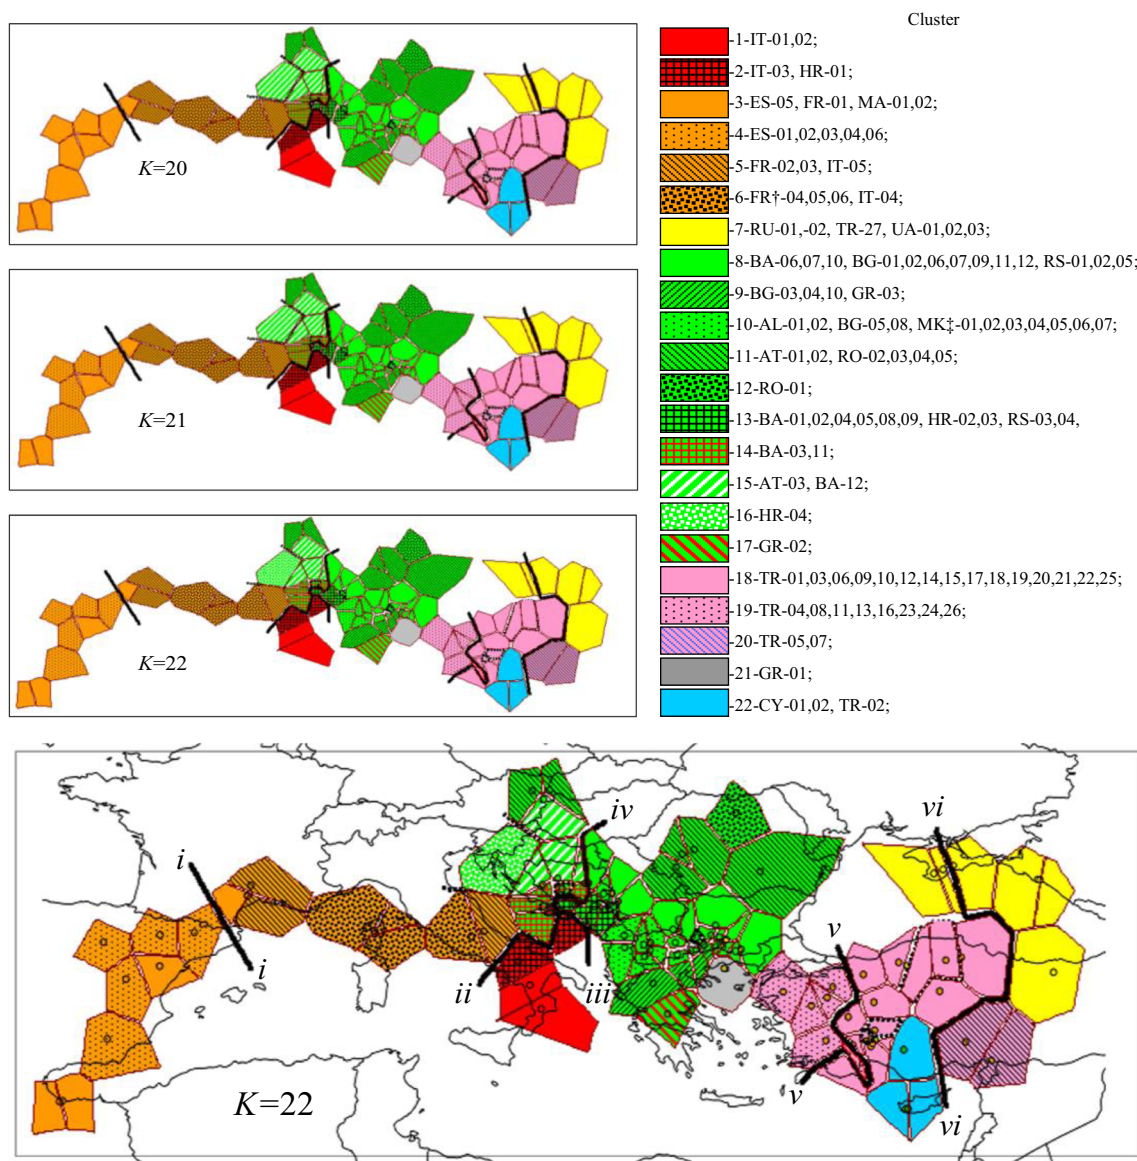 Cluster
-1-IT-01,02;
-2-IT-03, HR-01;
-3-ES-05, FR-01, MA-01,02;
-4-ES-01,02,03,04,06;
-5-FR-02,03, IT-05;
-6-FR†-04,05,06, IT-04;
-7-RU-01,-02, TR-27, UA-01,02,03;
-8-BA-06,07,10, BG-01,02,06,07,09,11,12, RS-01,02,05;
-9-BG-03,04,10, GR-03;
-10-AL-01,02, BG-05,08, MK‡-01,02,03,04,05,06,07;
-11-AT-01,02, RO-02,03,04,05;
-12-RO-01;
-13-BA-01,02,04,05,08,09, HR-02,03, RS-03,04,
-14-BA-03,11;
-15-AT-03, BA-12;
-16-HR-04;
-17-GR-02;
-18-TR-01,03,06,09,10,12,14,15,17,18,19,20,21,22,25;
-19-TR-04,08,11,13,16,23,24,26;
-20-TR-05,07;
-21-GR-01;
-22-CY-01,02, TR-02;
K=20
K=21
K=22
iv
vi
i
v
i
ii
iii
v
K=22
vi